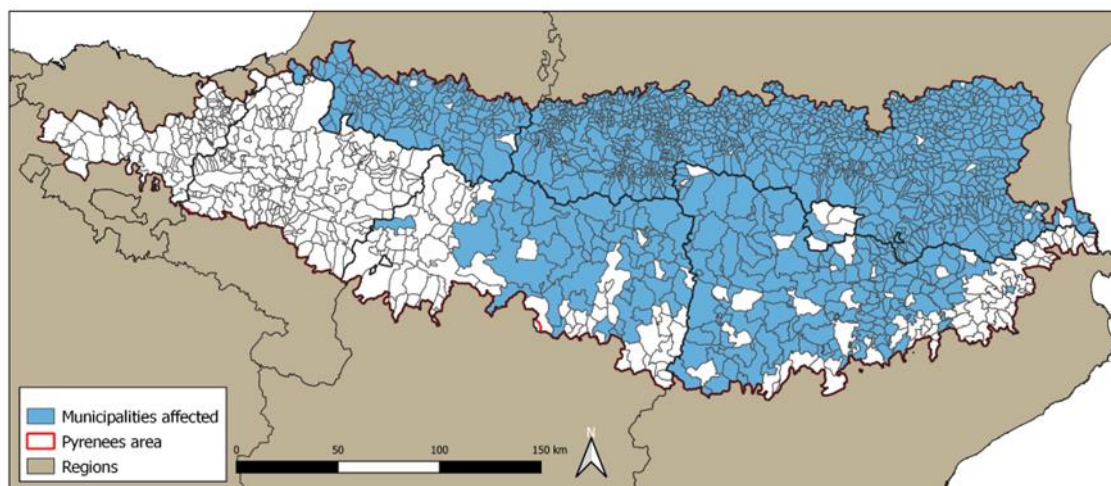 Municipalities affected
Pyrenees area
Regions
0 50 100 150 km
N